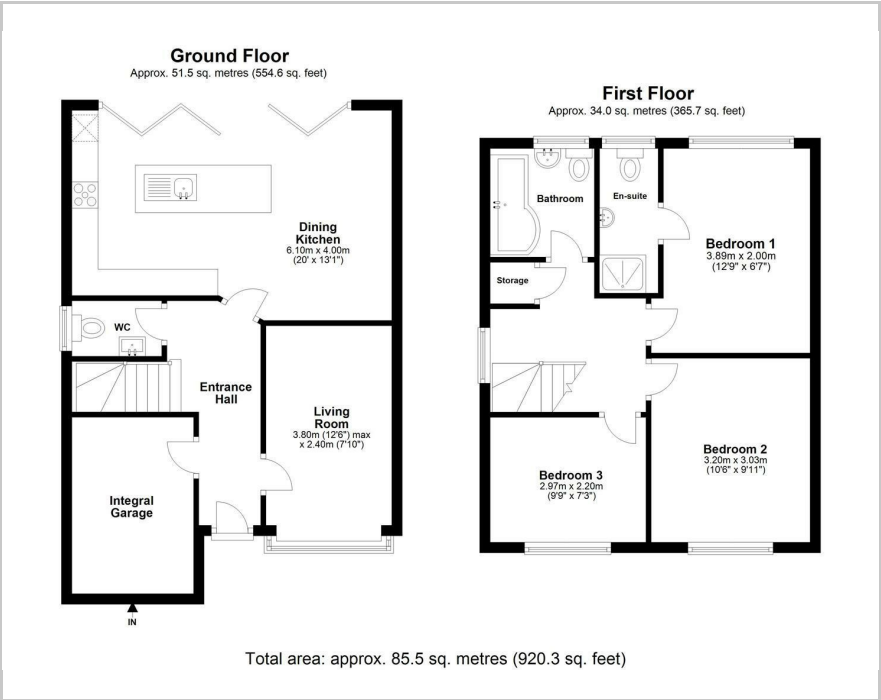 Ground Floor
Approx. 51.5 sq. metres (554.6 sq. feet)
Dining
Kitchen
6.10m x 4.00m
(20' x 13'1")
WC
Entrance
Hall
Living
Room
3.80m (12'6") max
x 2.40m (7'10")
Integral
Garage
IN
First Floor
Approx. 34.0 sq. metres (365.7 sq. feet)
Bathroom
En-suite
Bedroom 1
3.89m x 2.00m
(12'9" x 6'7")
Storage
Bedroom 2
3.20m x 3.03m
(10'6" x 9'11")
Bedroom 3
2.97m x 2.20m
(9'9" x 7'3")
Total area: approx. 85.5 sq. metres (920.3 sq. feet)